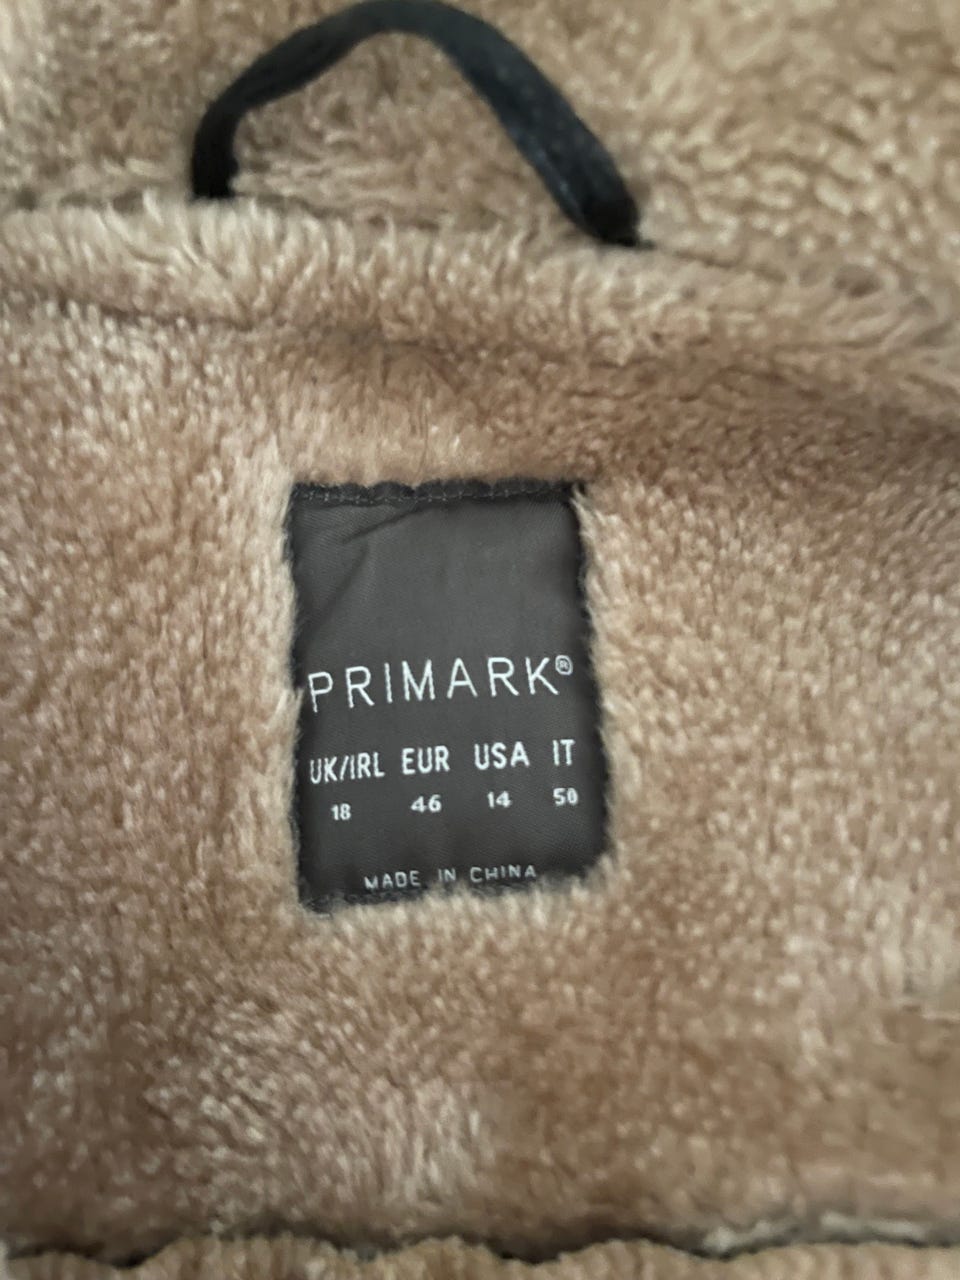 PRIMARK®
UK/IRL EUR USA IT
18 46 14 50
MADE IN CHINA